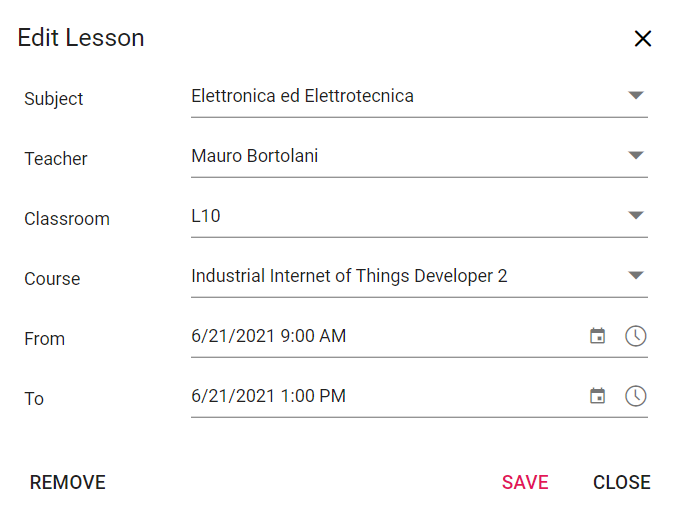 Edit Lesson
Subject Elettronica ed Elettrotecnica
Teacher Mauro Bortolani
Classroom L10
Course Industrial Internet of Things Developer 2
From 6/21/2021 9:00 AM
To 6/21/2021 1:00 PM
REMOVE SAVE CLOSE